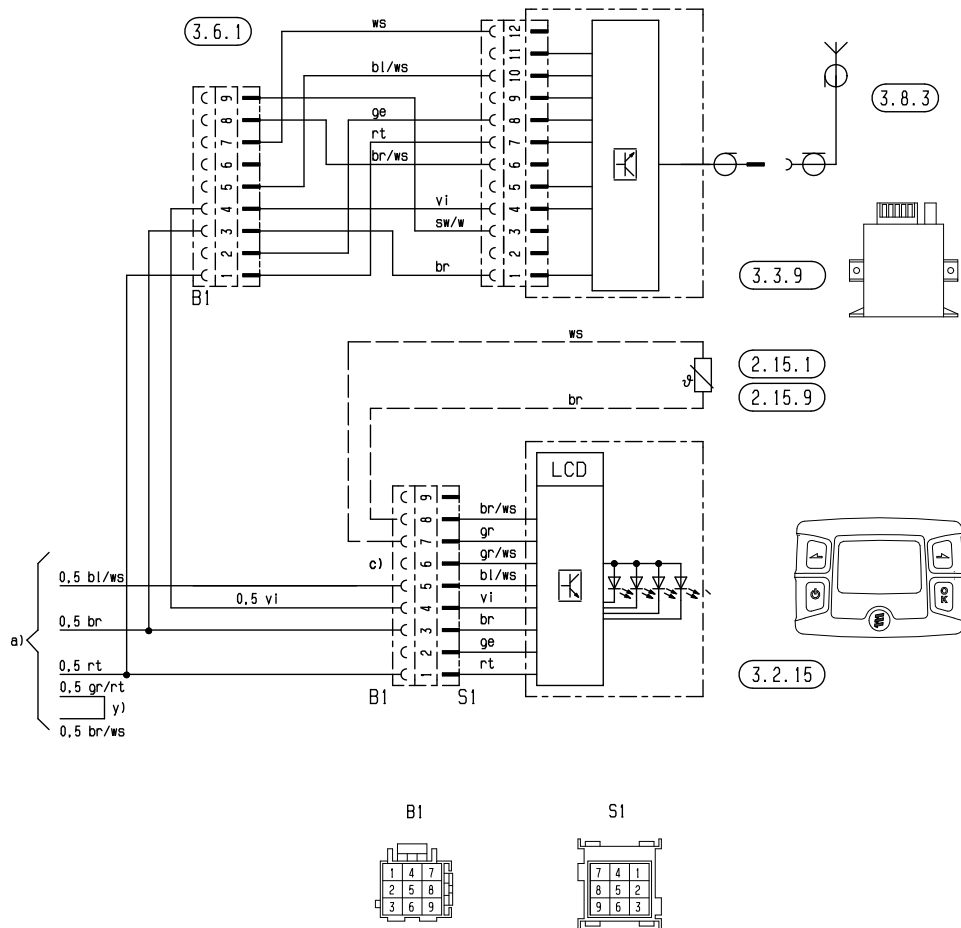 3.6.1
ws
bl/ws
ge
rt
br/ws
vi
sw/w
br
9
8
7
6
5
4
3
2
1
B1
12
11
10
9
8
7
6
5
4
3
2
1
3.8.3
3.3.9
ws
br
ϑ
2.15.1
2.15.9
LCD
9
8
7
6
5
4
3
2
1
c)
br/ws
gr
gr/ws
bl/ws
vi
br
ge
rt
B1
S1
a)
0,5 bl/ws
0,5 vi
0,5 br
0,5 rt
0,5 gr/rt
y)
0,5 br/ws
OK
3.2.15
B1
1 4 7
2 5 8
3 6 9
S1
7 4 1
8 5 2
9 6 3